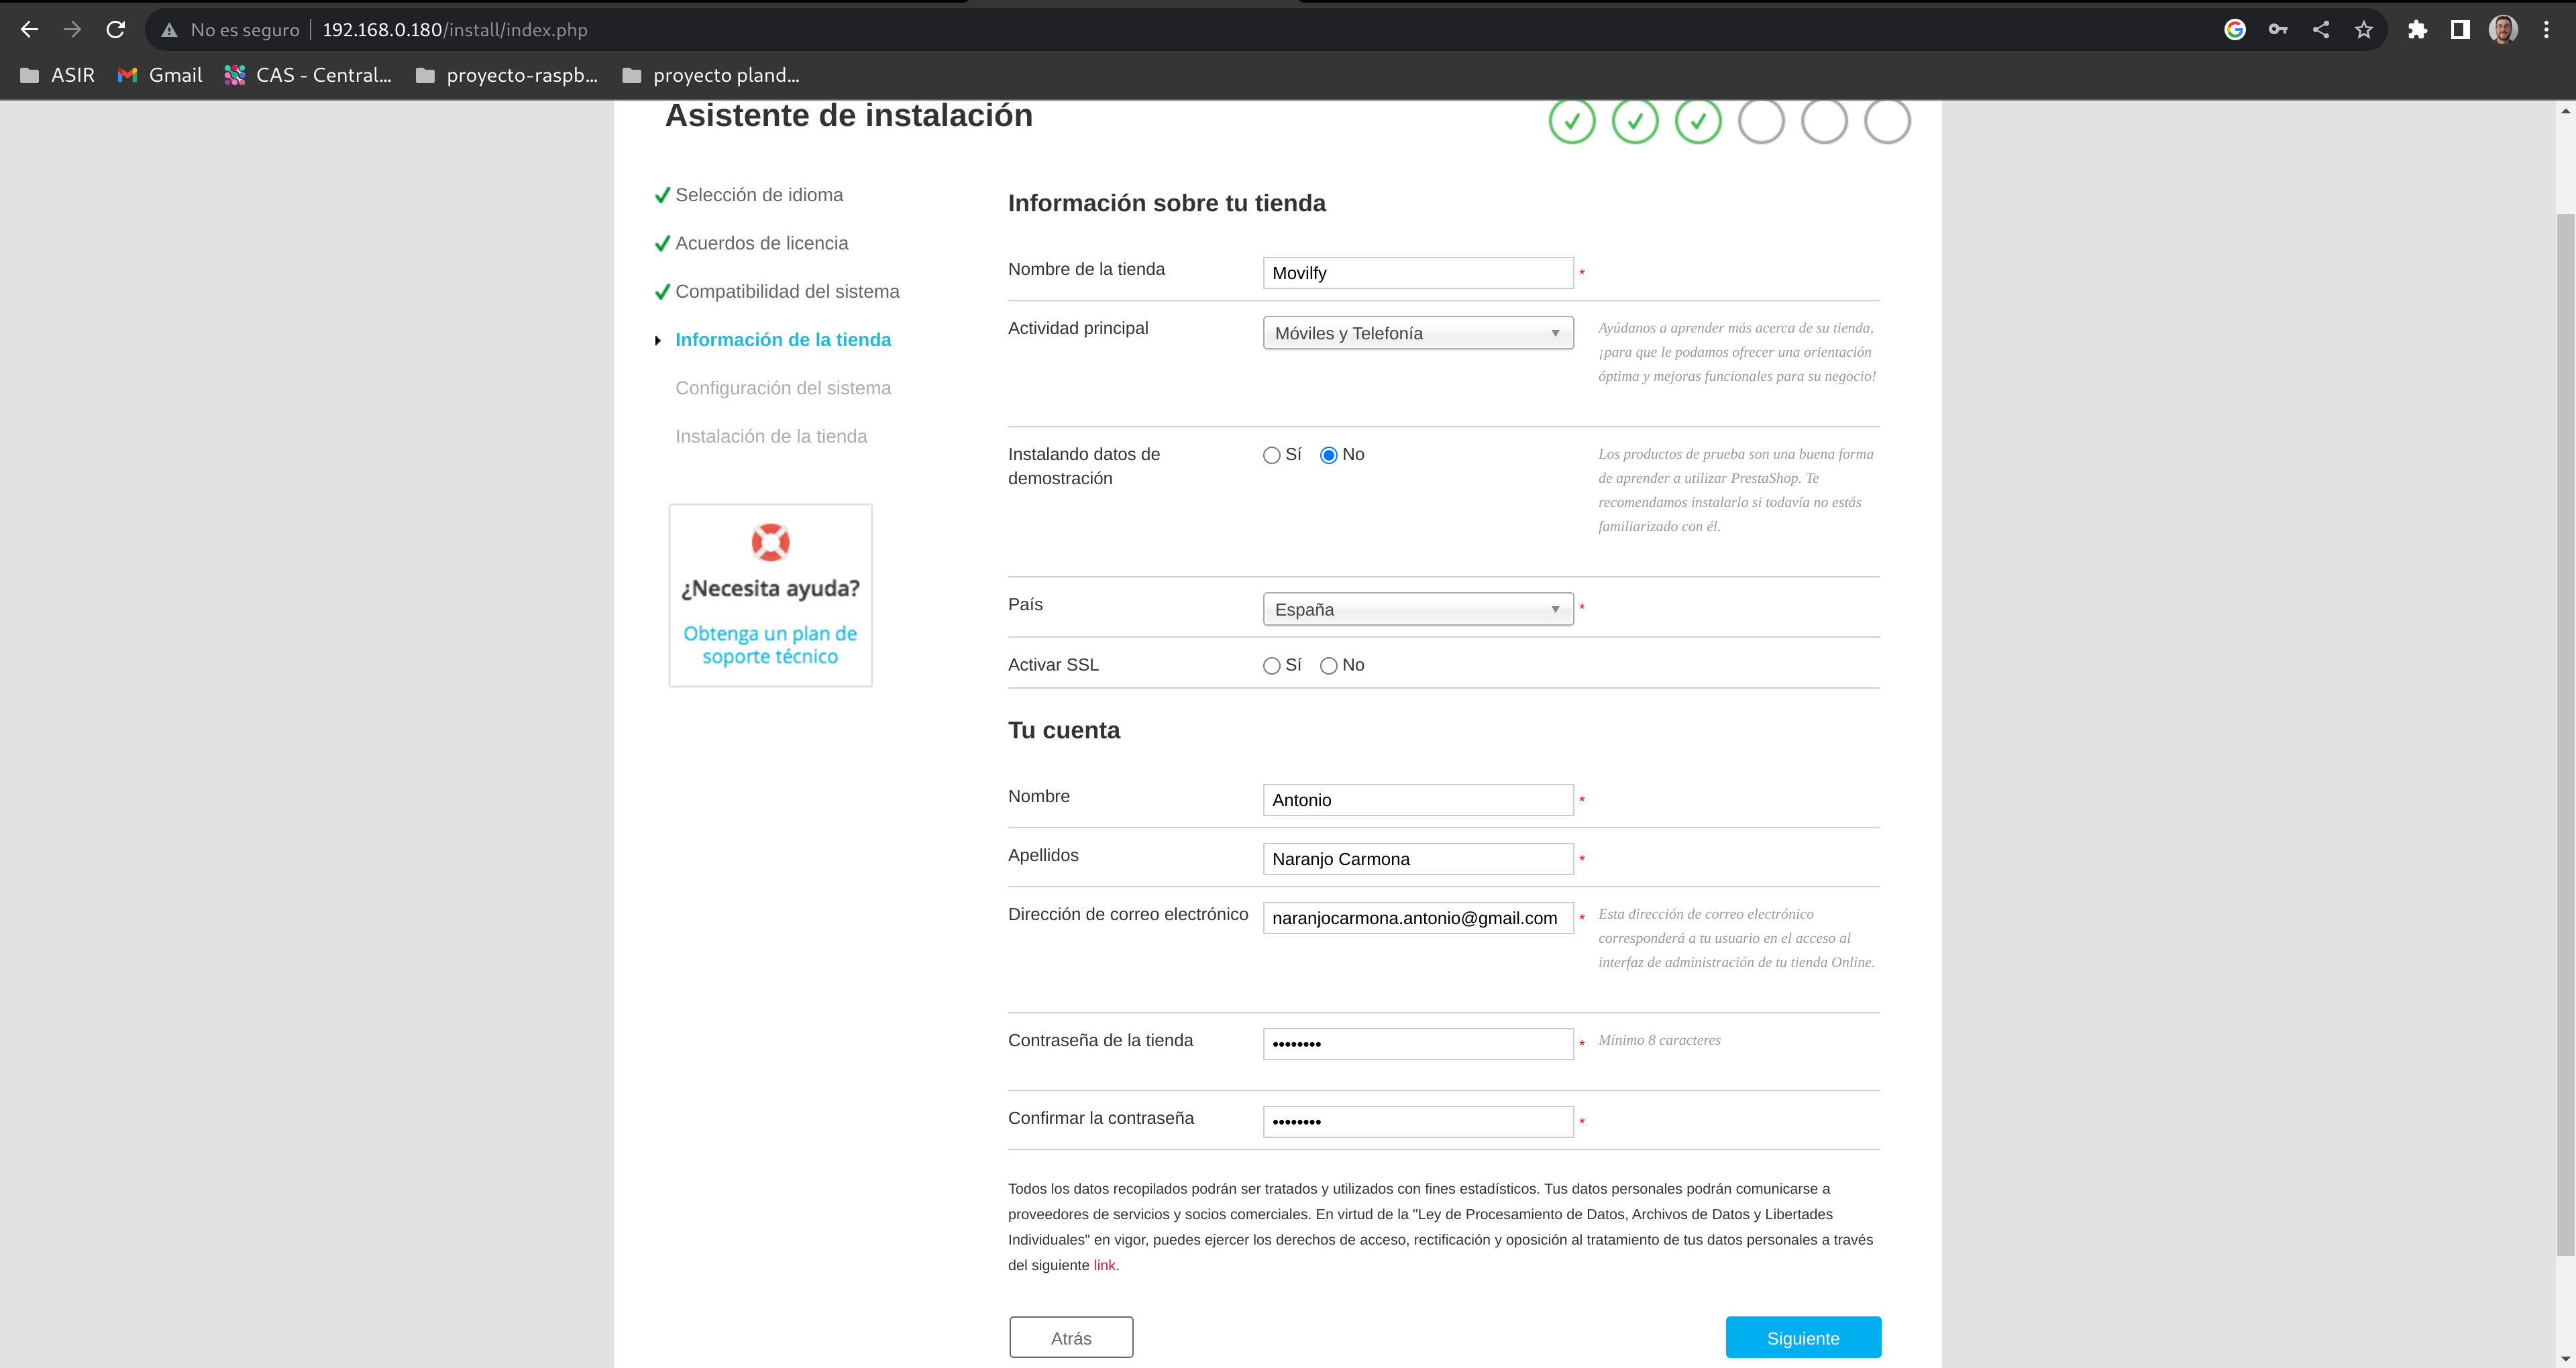 No es seguro 192.168.0.180/install/index.php
ASIR Gmail CAS - Central... proyecto-raspb... proyecto pland...
Asistente de instalación
Selección de idioma
Acuerdos de licencia
Compatibilidad del sistema
Información de la tienda
Configuración del sistema
Instalación de la tienda
¿Necesita ayuda?
Obtenga un plan de
soporte técnico
Información sobre tu tienda
Nombre de la tienda Movilfy *
Actividad principal Móviles y Telefonía
Ayúdanos a aprender más acerca de su tienda,
¡para que le podamos ofrecer una orientación
óptima y mejoras funcionales para su negocio!
Instalando datos de
demostración
Sí No
Los productos de prueba son una buena forma
de aprender a utilizar PrestaShop. Te
recomendamos instalarlo si todavía no estás
familiarizado con él.
País España *
Activar SSL Sí No
Tu cuenta
Nombre Antonio *
Apellidos Naranjo Carmona *
Dirección de correo electrónico naranjocarmona.antonio@gmail.com *
Esta dirección de correo electrónico
corresponderá a tu usuario en el acceso al
interfaz de administración de tu tienda Online.
Contraseña de la tienda •••••••• * Mínimo 8 caracteres
Confirmar la contraseña •••••••• *
Todos los datos recopilados podrán ser tratados y utilizados con fines estadísticos. Tus datos personales podrán comunicarse a
proveedores de servicios y socios comerciales. En virtud de la "Ley de Procesamiento de Datos, Archivos de Datos y Libertades
Individuales" en vigor, puedes ejercer los derechos de acceso, rectificación y oposición al tratamiento de tus datos personales a través
del siguiente link.
Atrás Siguiente